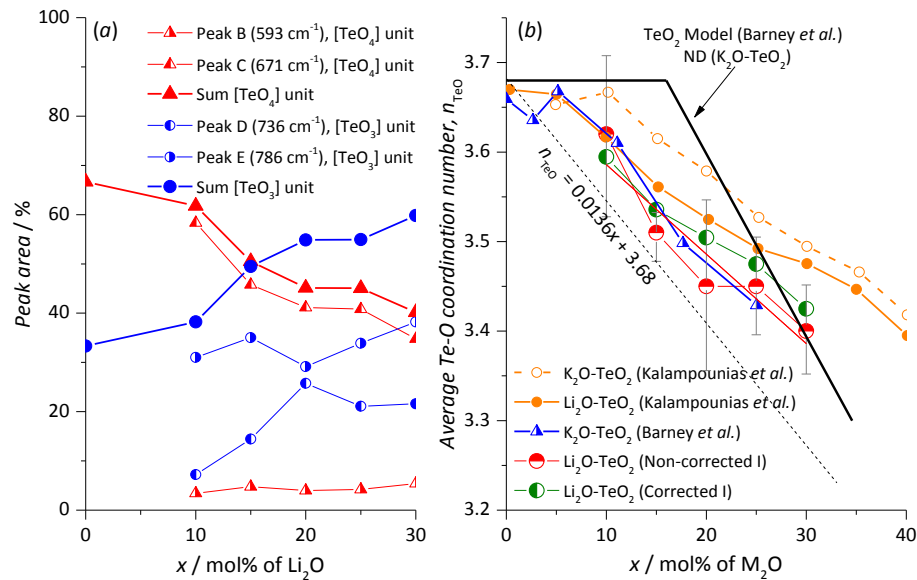 (a)
Peak B (593 cm⁻¹), [TeO₄] unit
Peak C (671 cm⁻¹), [TeO₄] unit
Sum [TeO₄] unit
Peak D (736 cm⁻¹), [TeO₃] unit
Peak E (786 cm⁻¹), [TeO₃] unit
Sum [TeO₃] unit
100
80
60
40
20
0
Peak area / %
0 10 20 30
x / mol% of Li₂O
(b)
TeO₂ Model (Barney et al.)
ND (K₂O-TeO₂)
n_TeO = 0.0136x + 3.68
K₂O-TeO₂ (Kalampounias et al.)
Li₂O-TeO₂ (Kalampounias et al.)
K₂O-TeO₂ (Barney et al.)
Li₂O-TeO₂ (Non-corrected I)
Li₂O-TeO₂ (Corrected I)
3.7
3.6
3.5
3.4
3.3
3.2
Average Te-O coordination number, n_TeO
0 10 20 30 40
x / mol% of M₂O